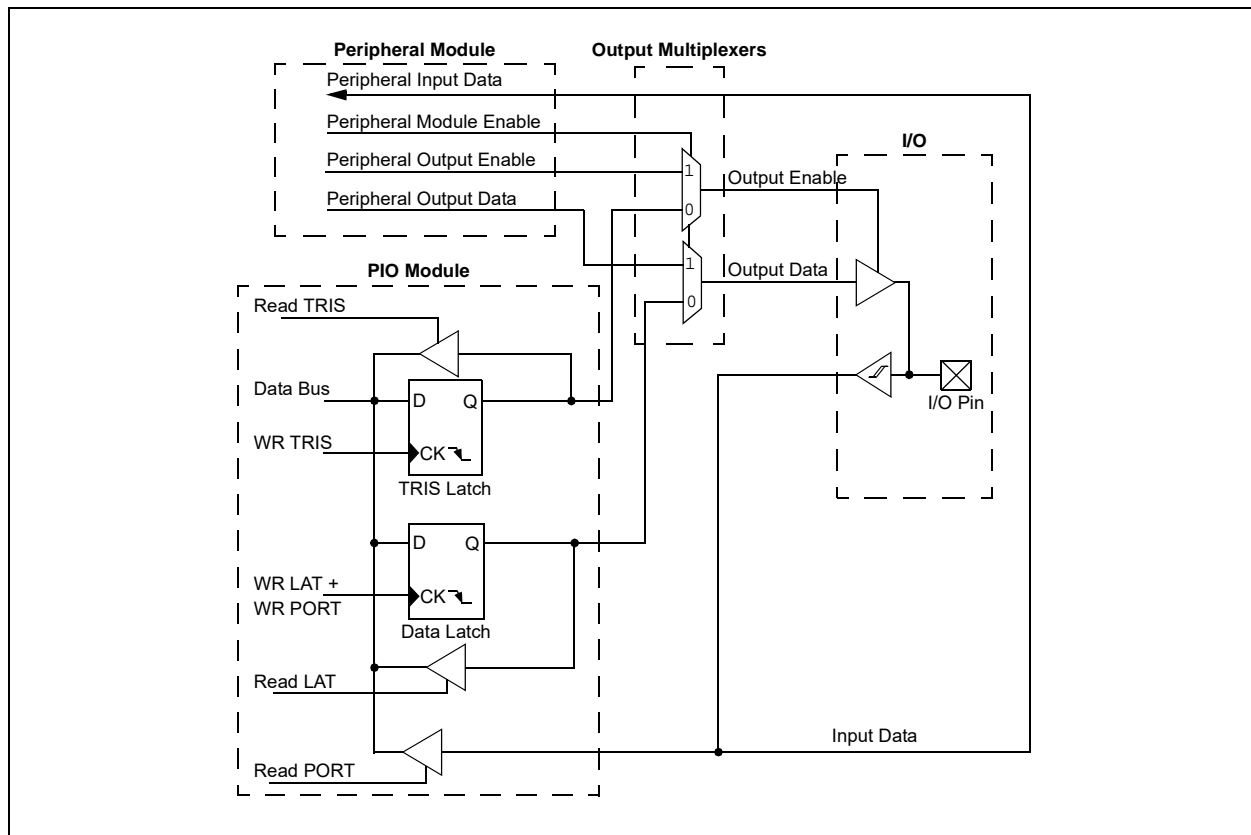 Peripheral Module
Output Multiplexers
Peripheral Input Data
Peripheral Module Enable
I/O
Peripheral Output Enable
1
Output Enable
Peripheral Output Data
0
PIO Module
1
Output Data
0
Read TRIS
Data Bus
D
Q
I/O Pin
WR TRIS
CK
TRIS Latch
D
Q
WR LAT +
WR PORT
CK
Data Latch
Read LAT
Input Data
Read PORT